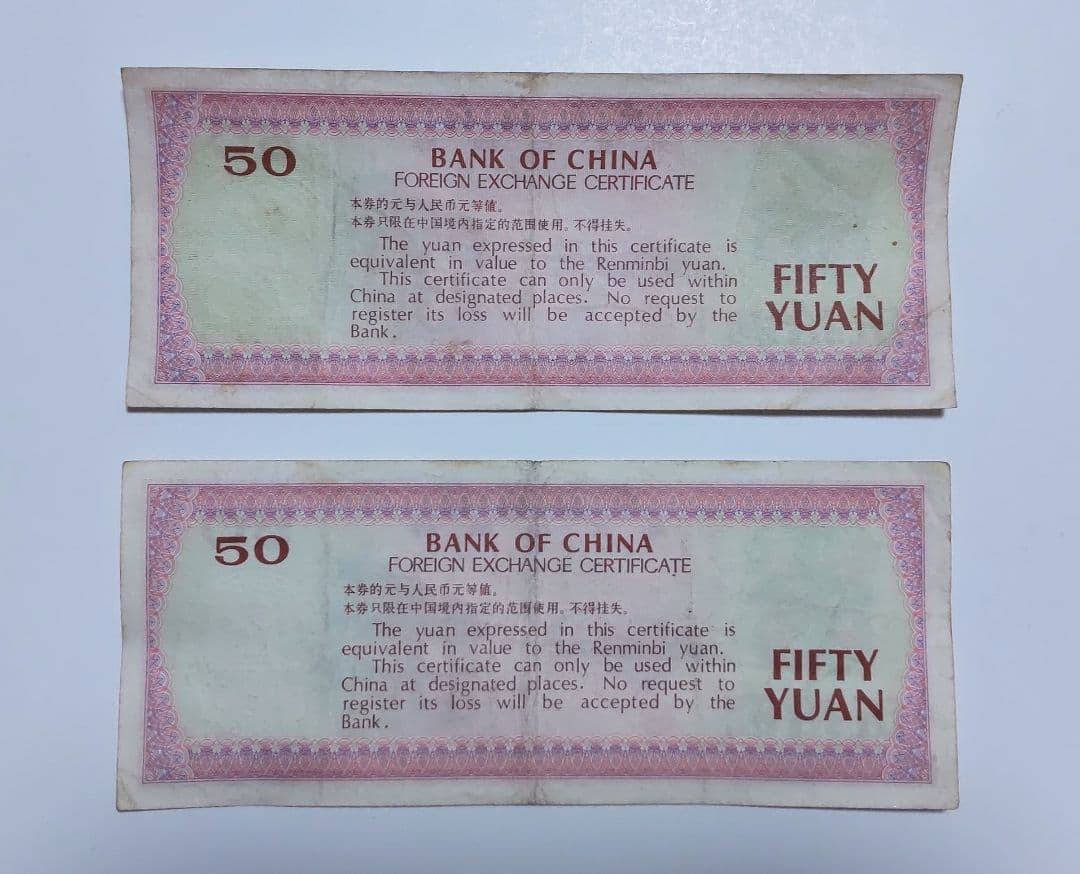 50
BANK OF CHINA
FOREIGN EXCHANGE CERTIFICATE
本券的元与人民币元等值。
本券只限在中国境内指定的范围使用。不得挂失。
The yuan expressed in this certificate is
equivalent in value to the Renminbi yuan.
This certificate can only be used within
China at designated places. No request to
register its loss will be accepted by the
Bank.
FIFTY
YUAN
50
BANK OF CHINA
FOREIGN EXCHANGE CERTIFICATE
本券的元与人民币元等值。
本券只限在中国境内指定的范围使用。不得挂失。
The yuan expressed in this certificate is
equivalent in value to the Renminbi yuan.
This certificate can only be used within
China at designated places. No request to
register its loss will be accepted by the
Bank.
FIFTY
YUAN